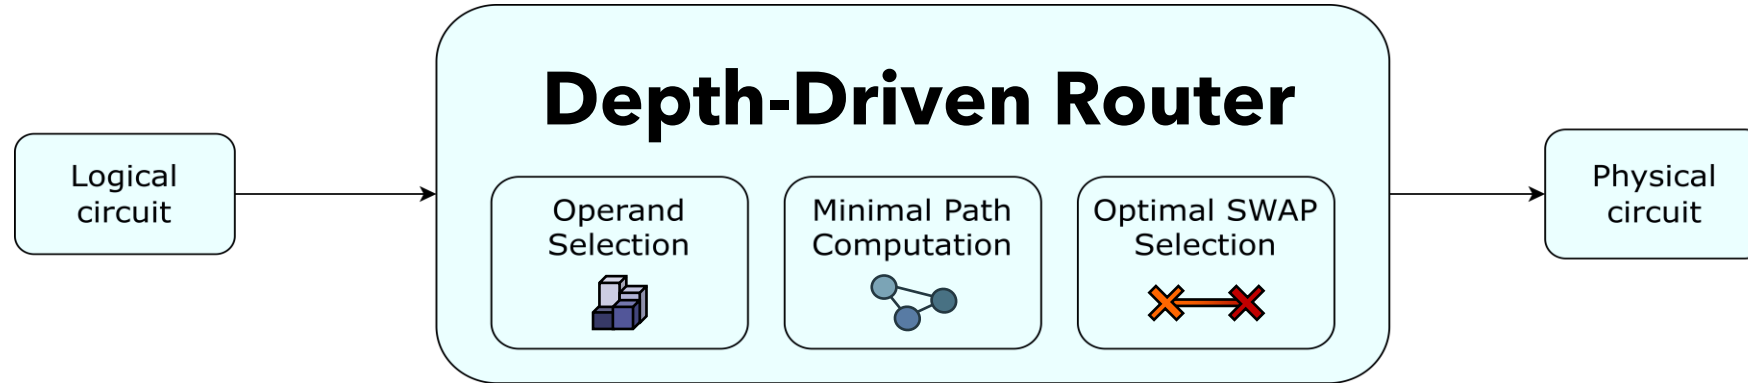 Depth-Driven Router
Logical
circuit
Operand
Selection
Minimal Path
Computation
Optimal SWAP
Selection
Physical
circuit